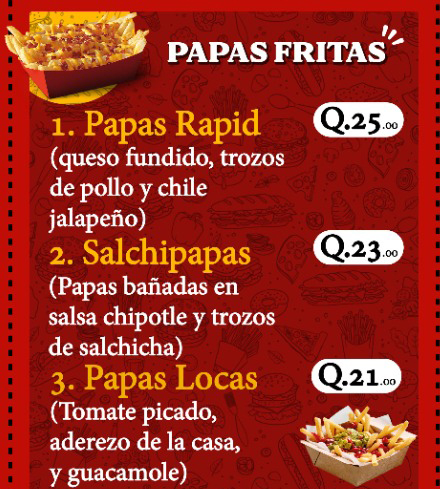 PAPAS FRITAS
1. Papas Rapid Q.25.00
(queso fundido, trozos
de pollo y chile
jalapeño)
2. Salchipapas Q.23.00
(Papas bañadas en
salsa chipotle y trozos
de salchicha)
3. Papas Locas Q.21.00
(Tomate picado,
aderezo de la casa,
y guacamole)